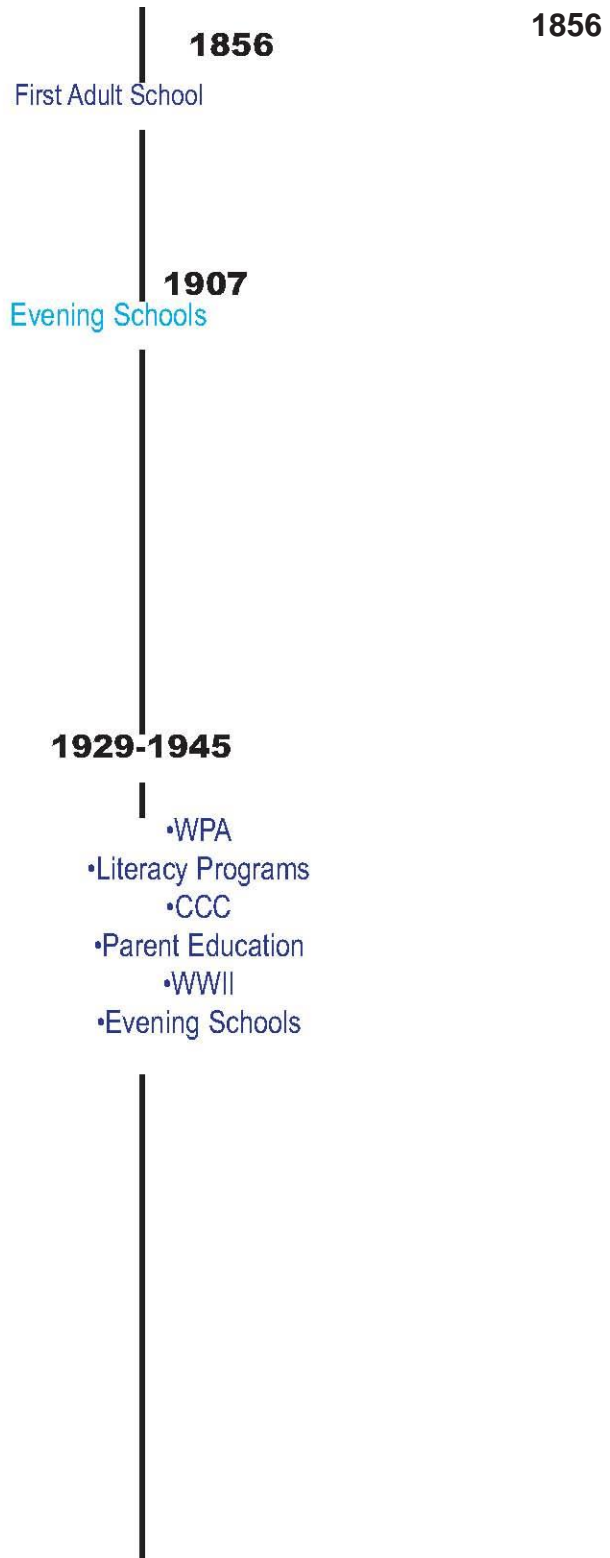 1856
1856
First Adult School
1907
Evening Schools
1929-1945
•WPA
•Literacy Programs
•CCC
•Parent Education
•WWII
•Evening Schools